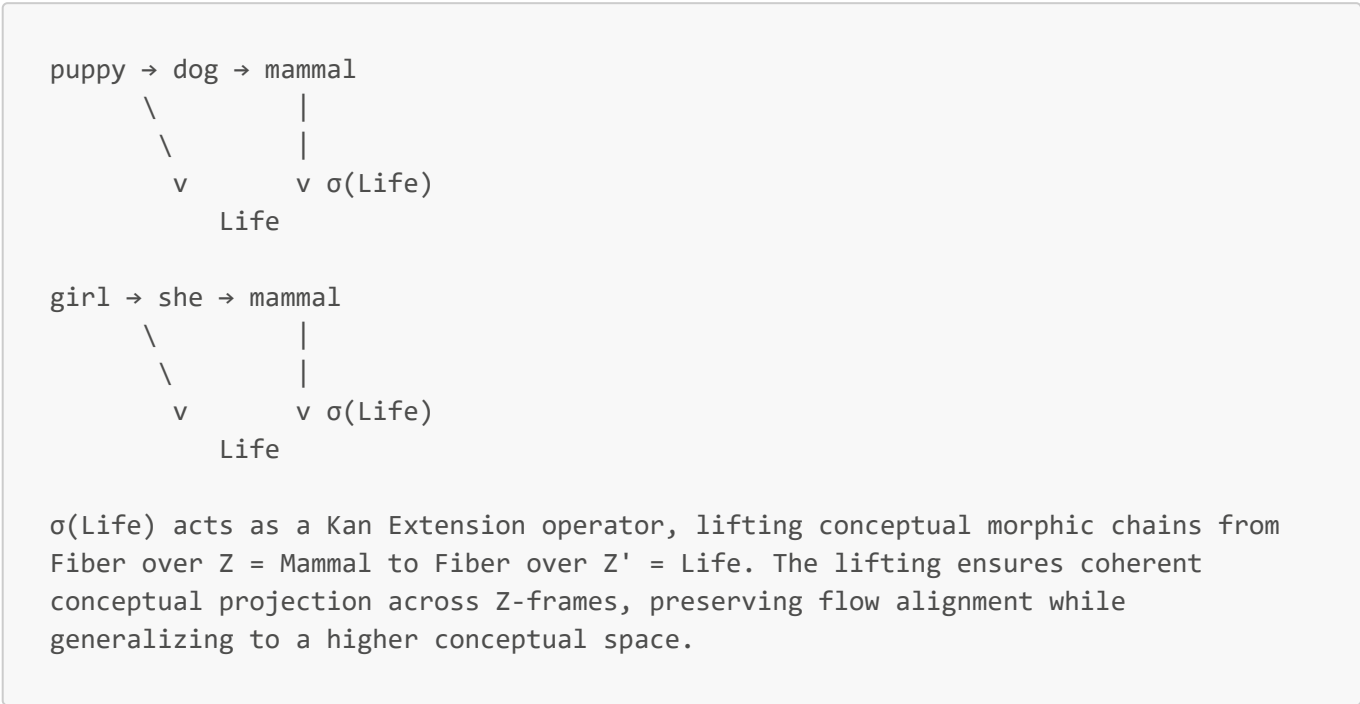 puppy → dog → mammal
\ |
\ |
v v σ(Life)
Life
girl → she → mammal
\ |
\ |
v v σ(Life)
Life
σ(Life) acts as a Kan Extension operator, lifting conceptual morphic chains from
Fiber over Z = Mammal to Fiber over Z' = Life. The lifting ensures coherent
conceptual projection across Z-frames, preserving flow alignment while
generalizing to a higher conceptual space.